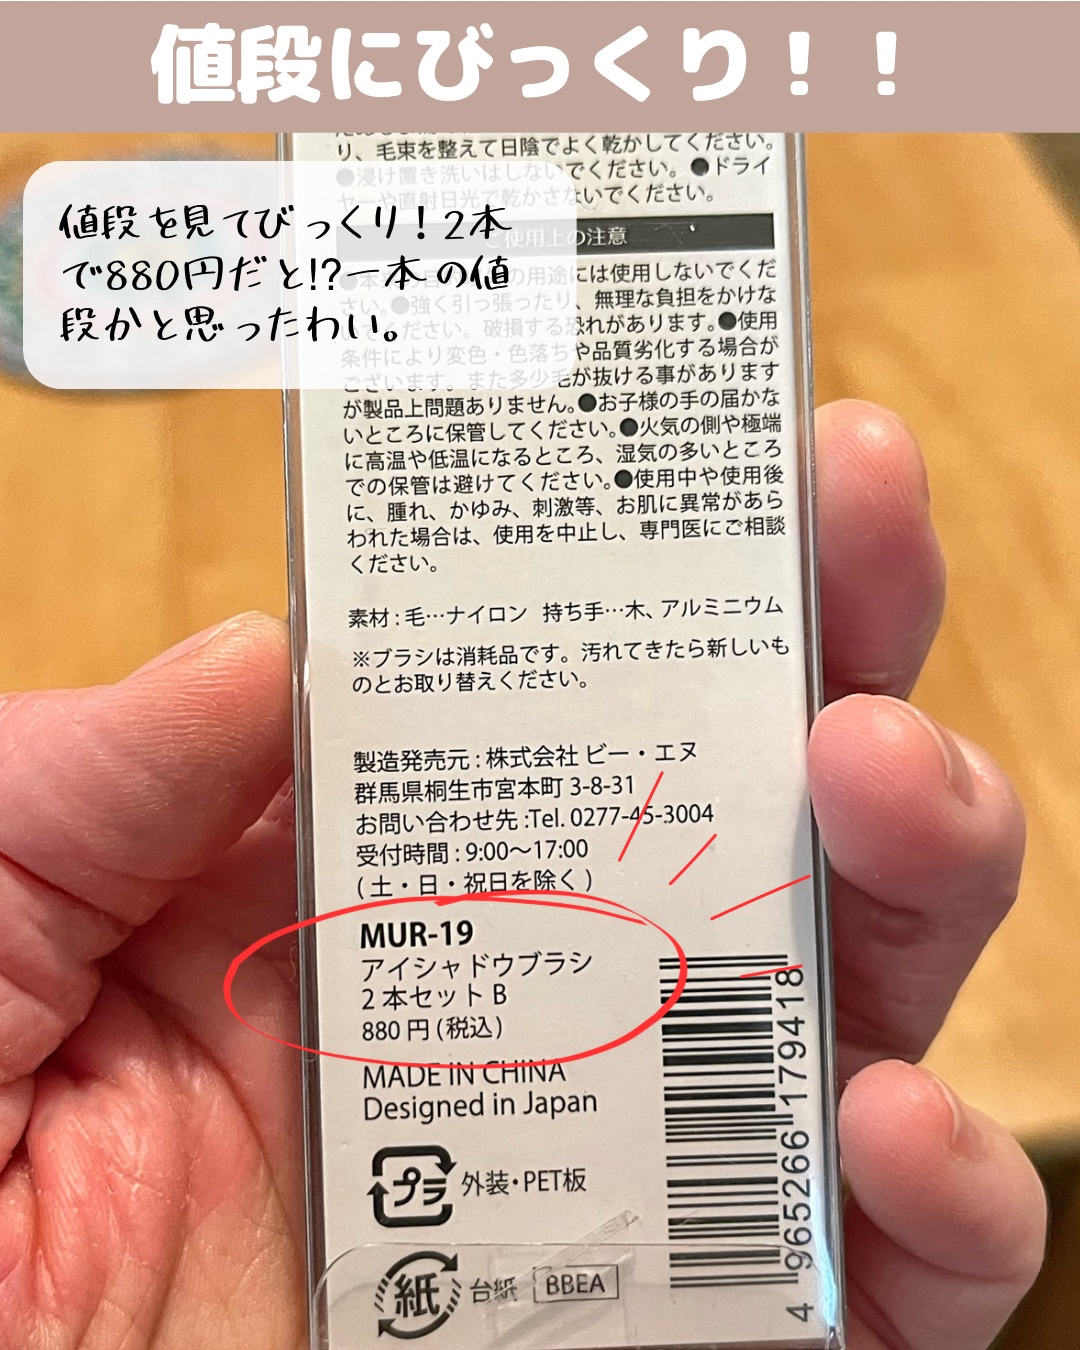 値段にびっくり！！
値段を見てびっくり！2本
で880円だと!?一本の値
段かと思ったわい。
り、毛束を整えて日陰でよく乾かしてください。
●浸け置き洗いはしないでください。●ドライ
ヤーや直射日光で乾かさないでください。
ご使用上の注意
の用途には使用しないでくだ
さい。●強く引っ張ったり、無理な負担をかけな
いでください。破損する恐れがあります。●使用
条件により変色・色落ちや品質劣化する場合が
ございます。また多少毛が抜ける事があります
が製品上問題ありません。●お子様の手の届かな
いところに保管してください。●火気の側や極端
に高温や低温になるところ、湿気の多いところ
での保管は避けてください。●使用中や使用後
に、腫れ、かゆみ、刺激等、お肌に異常があら
われた場合は、使用を中止し、専門医にご相談
ください。
素材：毛…ナイロン 持ち手…木、アルミニウム
※ブラシは消耗品です。汚れてきたら新しいも
のとお取り替えください。
製造発売元：株式会社 ビー・エヌ
群馬県桐生市宮本町 3-8-31
お問い合わせ先：Tel. 0277-45-3004
受付時間：9:00〜17:00
(土・日・祝日を除く)
MUR-19
アイシャドウブラシ
2 本セット B
880 円(税込)
MADE IN CHINA
Designed in Japan
プラ 外装・PET板
紙 台紙 BBEA
4 965266 179418